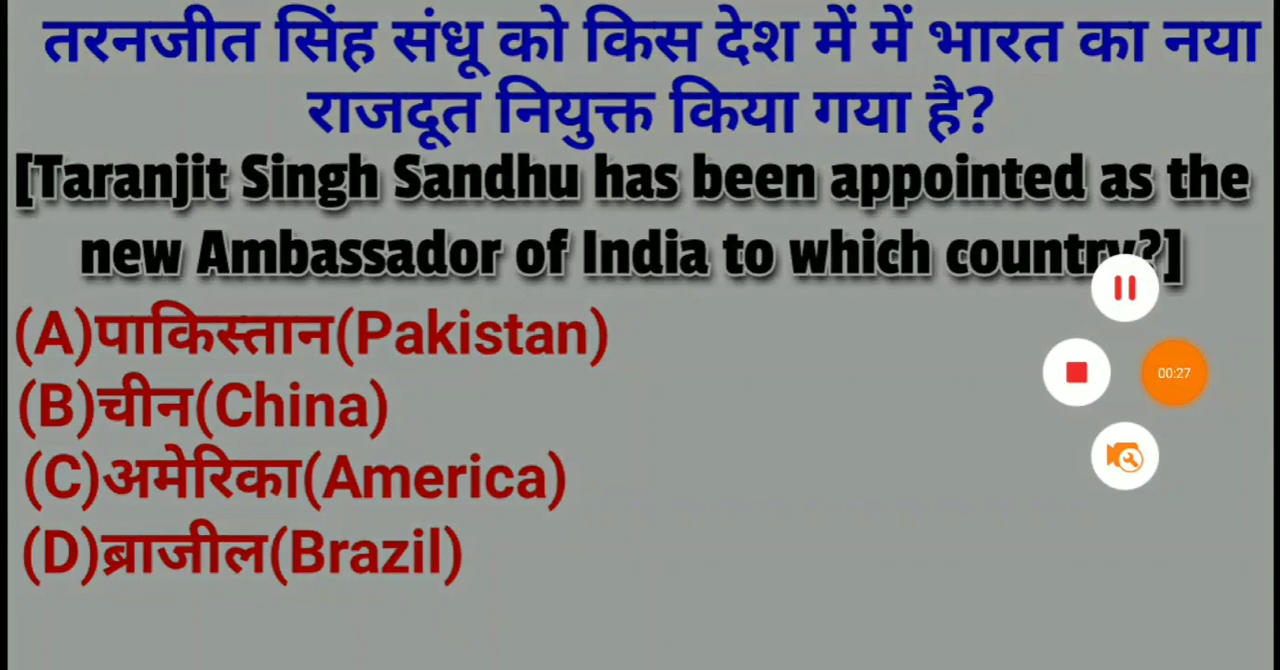 तरनजीत सिंह संधू को किस देश में में भारत का नया
राजदूत नियुक्त किया गया है?
[Taranjit Singh Sandhu has been appointed as the
new Ambassador of India to which country?]
(A)पाकिस्तान(Pakistan)
(B)चीन(China)
(C)अमेरिका(America)
(D)ब्राजील(Brazil)
00:27